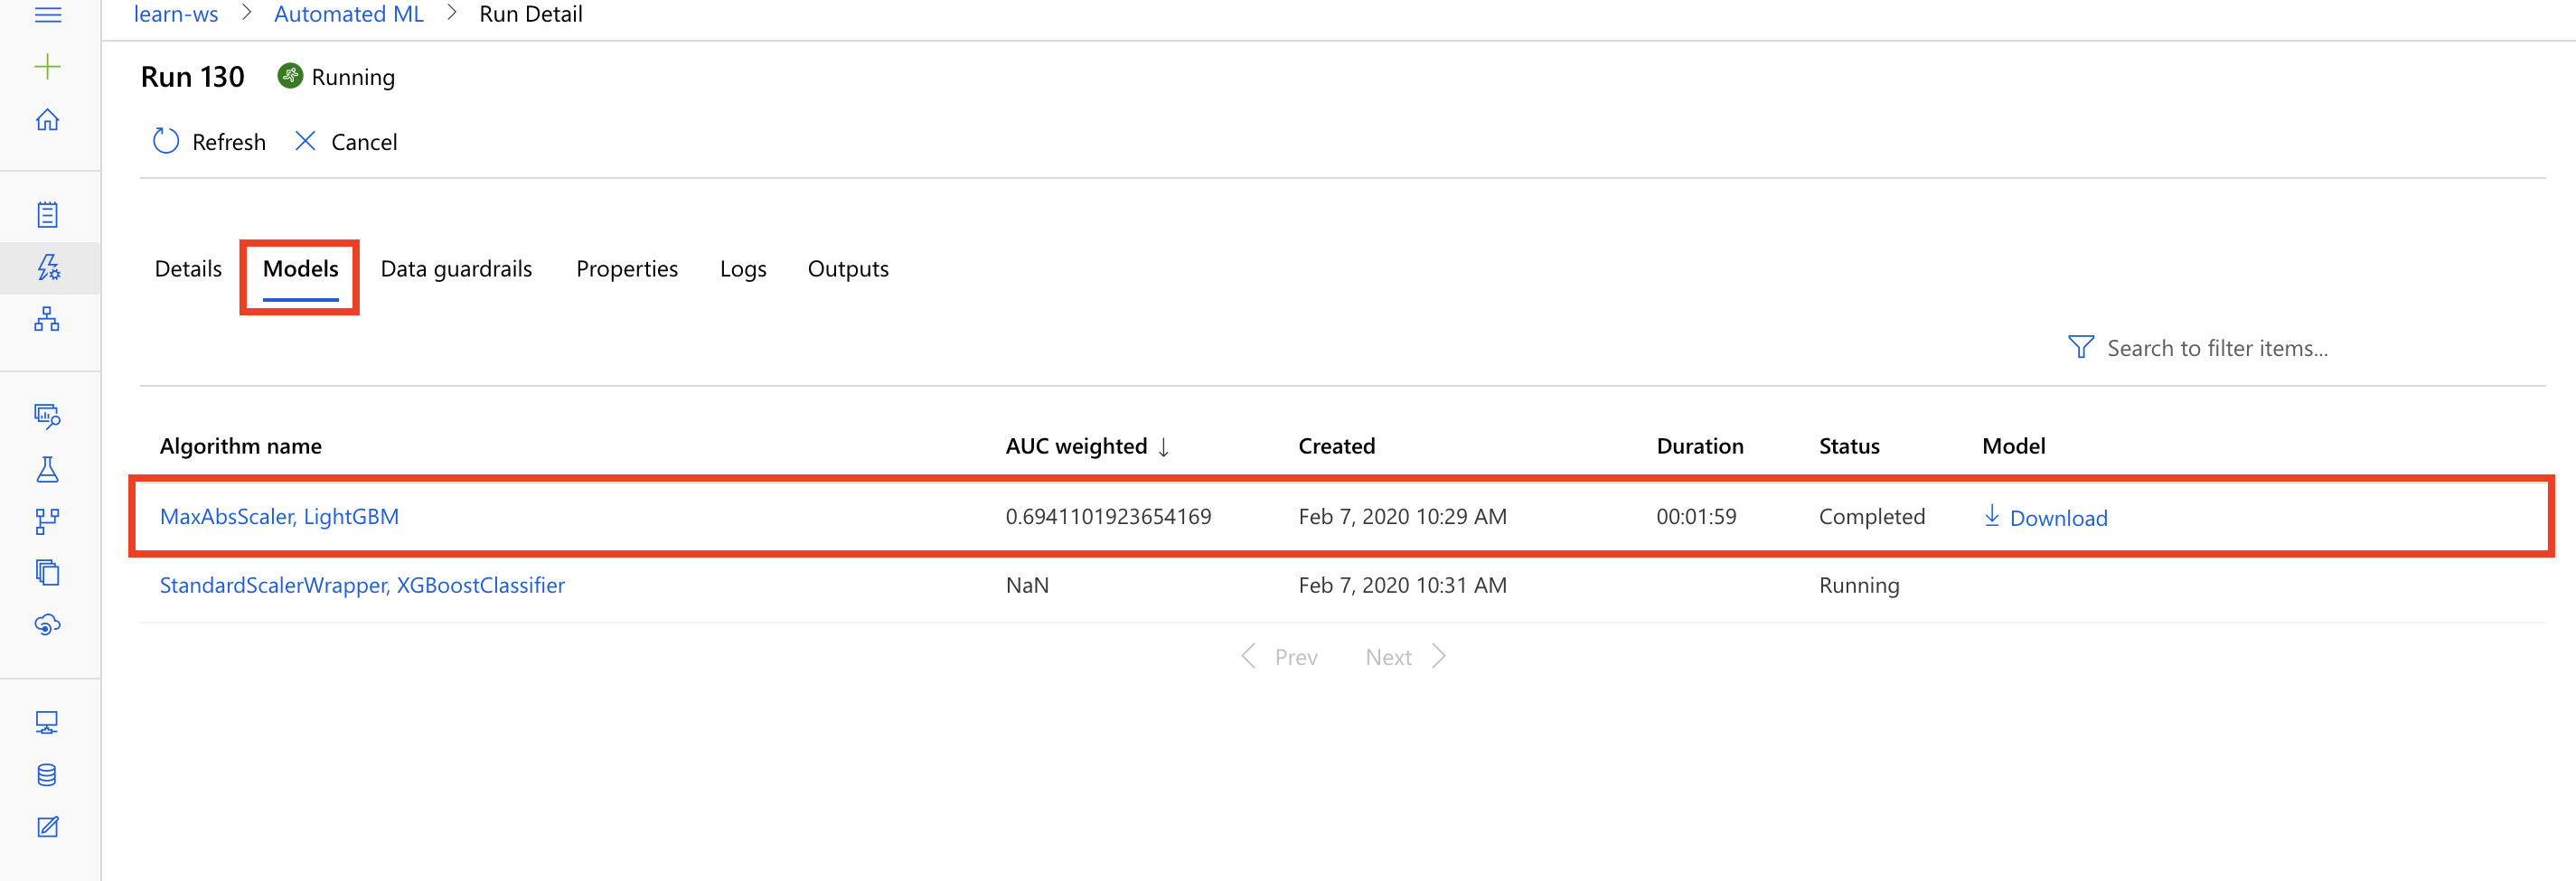 learn-ws > Automated ML > Run Detail
Run 130 Running
Refresh Cancel
Details Models Data guardrails Properties Logs Outputs
Search to filter items...
Algorithm name AUC weighted ↓ Created Duration Status Model
MaxAbsScaler, LightGBM 0.6941101923654169 Feb 7, 2020 10:29 AM 00:01:59 Completed Download
StandardScalerWrapper, XGBoostClassifier NaN Feb 7, 2020 10:31 AM Running
< Prev Next >